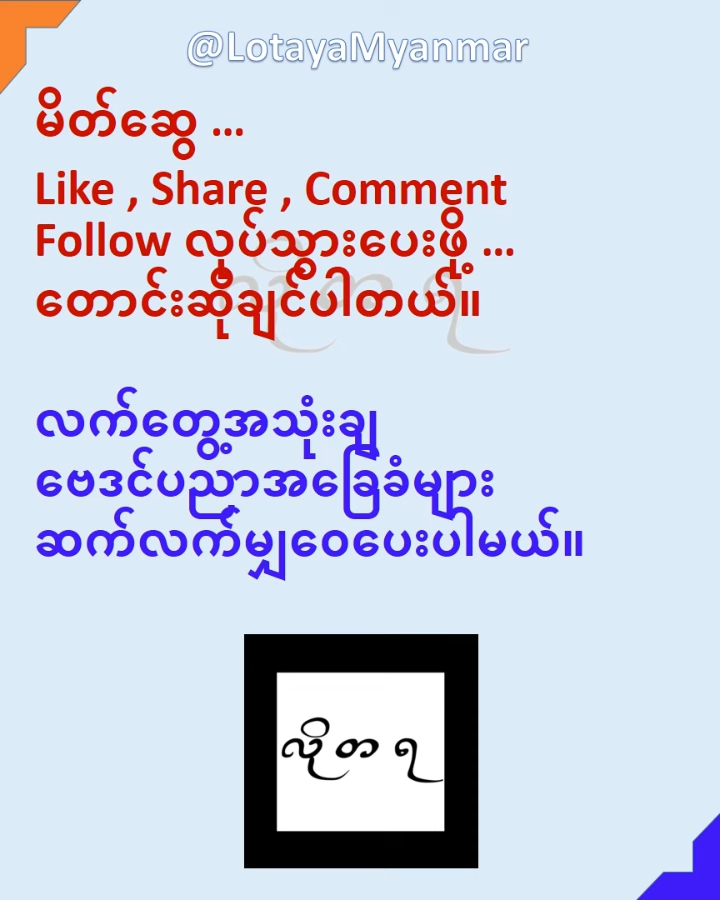 @LotayaMyanmar
မိတ်ဆွေ ...
Like , Share , Comment
Follow လုပ်သွားပေးဖို့ ...
တောင်းဆိုချင်ပါတယ်။
လက်တွေ့အသုံးချ
ဗေဒင်ပညာအခြေခံများ
ဆက်လက်မျှဝေပေးပါမယ်။
လိုတရ